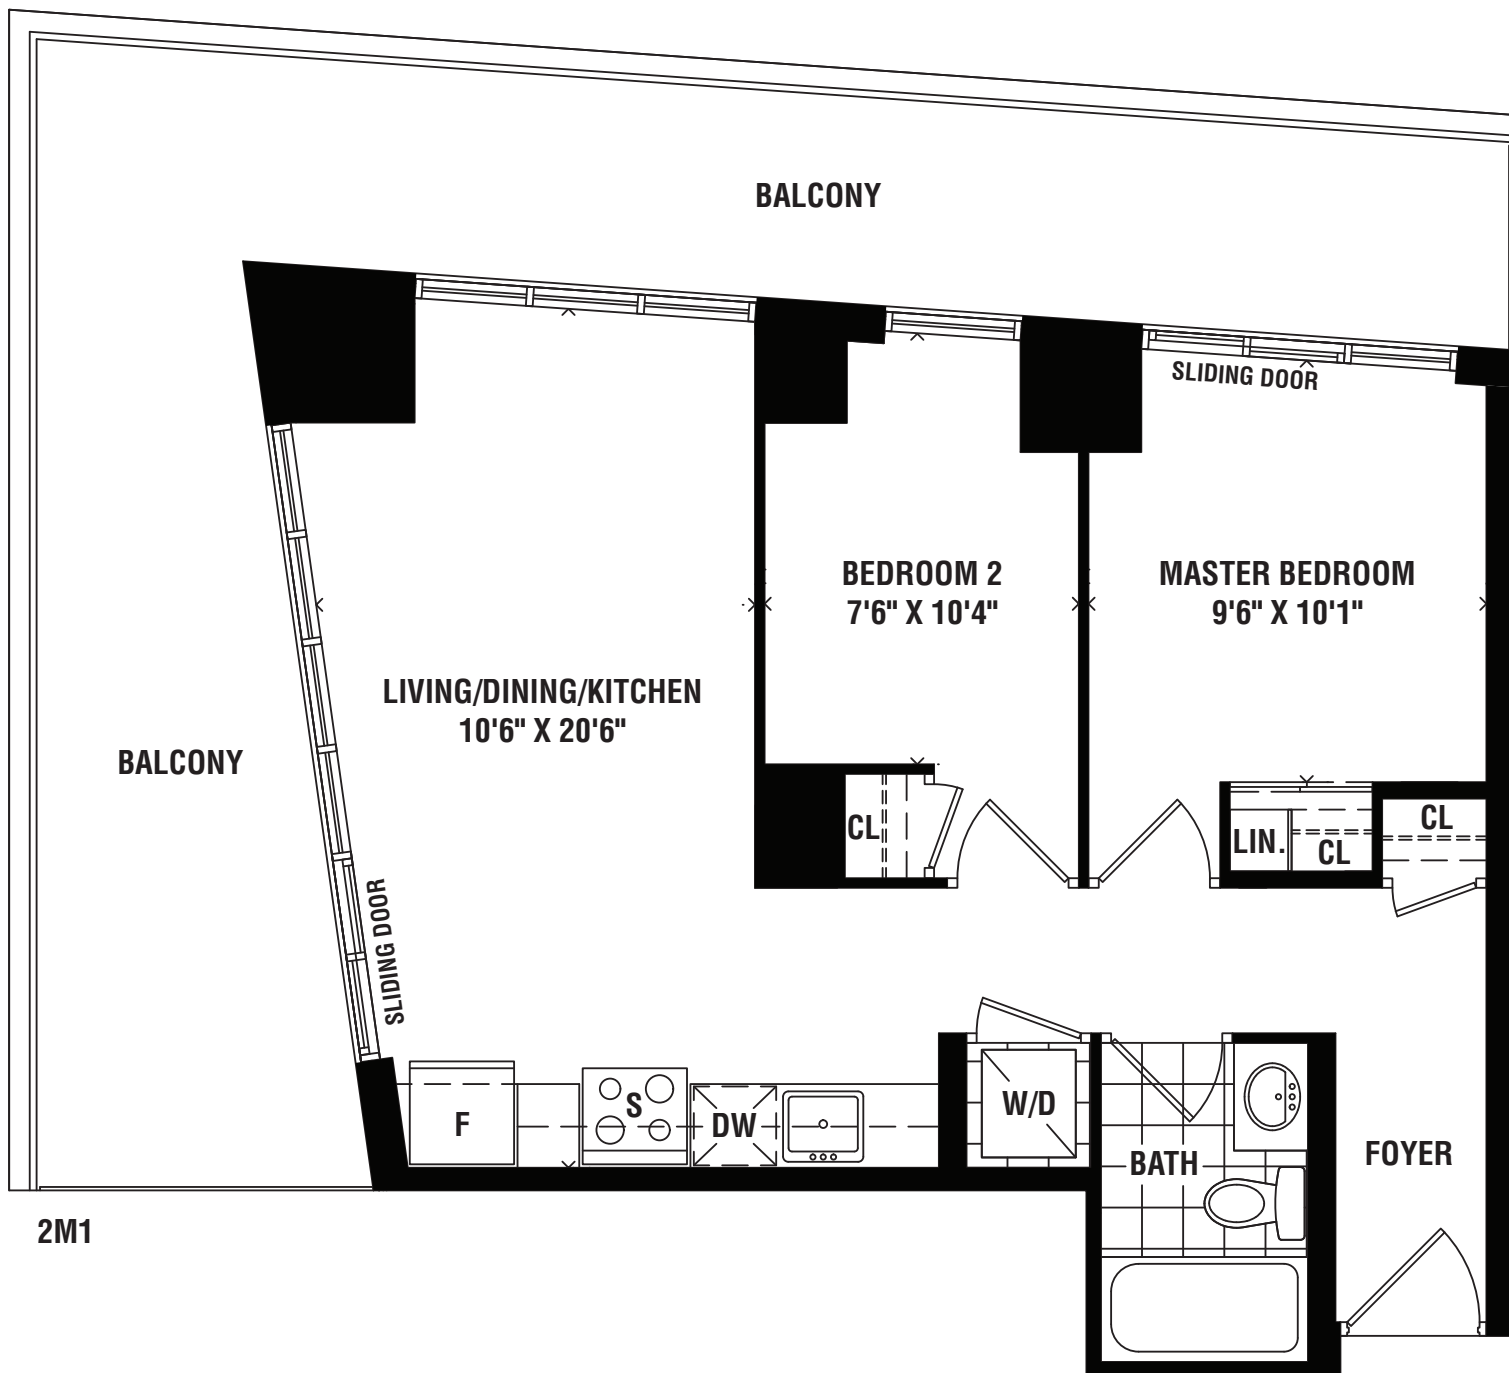 BALCONY
SLIDING DOOR
BEDROOM 2
7'6" X 10'4"
MASTER BEDROOM
9'6" X 10'1"
LIVING/DINING/KITCHEN
10'6" X 20'6"
BALCONY
CL
LIN.
CL
CL
SLIDING DOOR
F
S
DW
W/D
BATH
FOYER
2M1